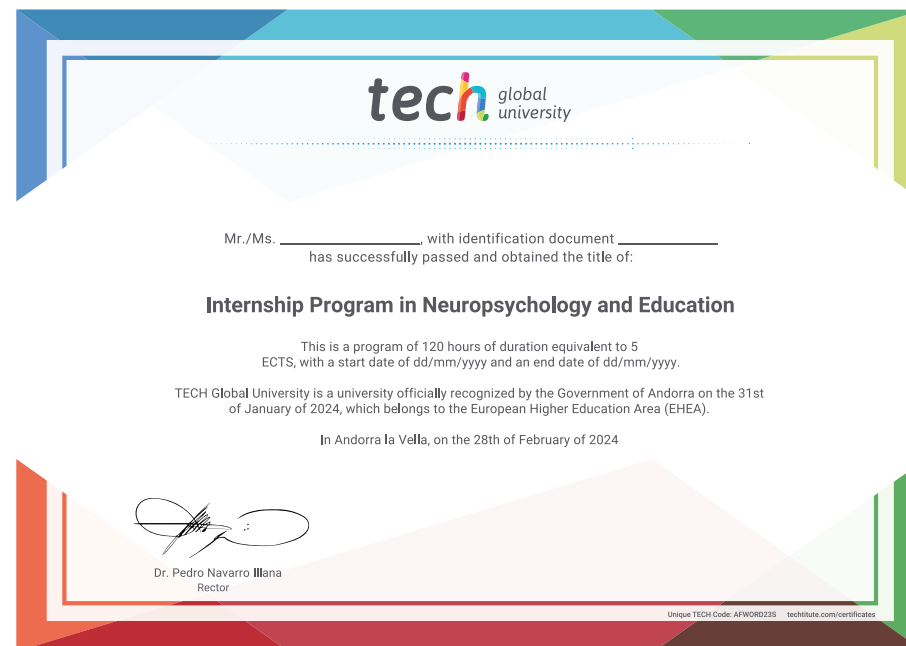 tech global university
Mr./Ms. ____________, with identification document ____________
has successfully passed and obtained the title of:
Internship Program in Neuropsychology and Education
This is a program of 120 hours of duration equivalent to 5
ECTS, with a start date of dd/mm/yyyy and an end date of dd/mm/yyyy.
TECH Global University is a university officially recognized by the Government of Andorra on the 31st
of January of 2024, which belongs to the European Higher Education Area (EHEA).
In Andorra la Vella, on the 28th of February of 2024
Dr. Pedro Navarro Illana
Rector
Unique TECH Code: AFWORD23S techtitute.com/certificates